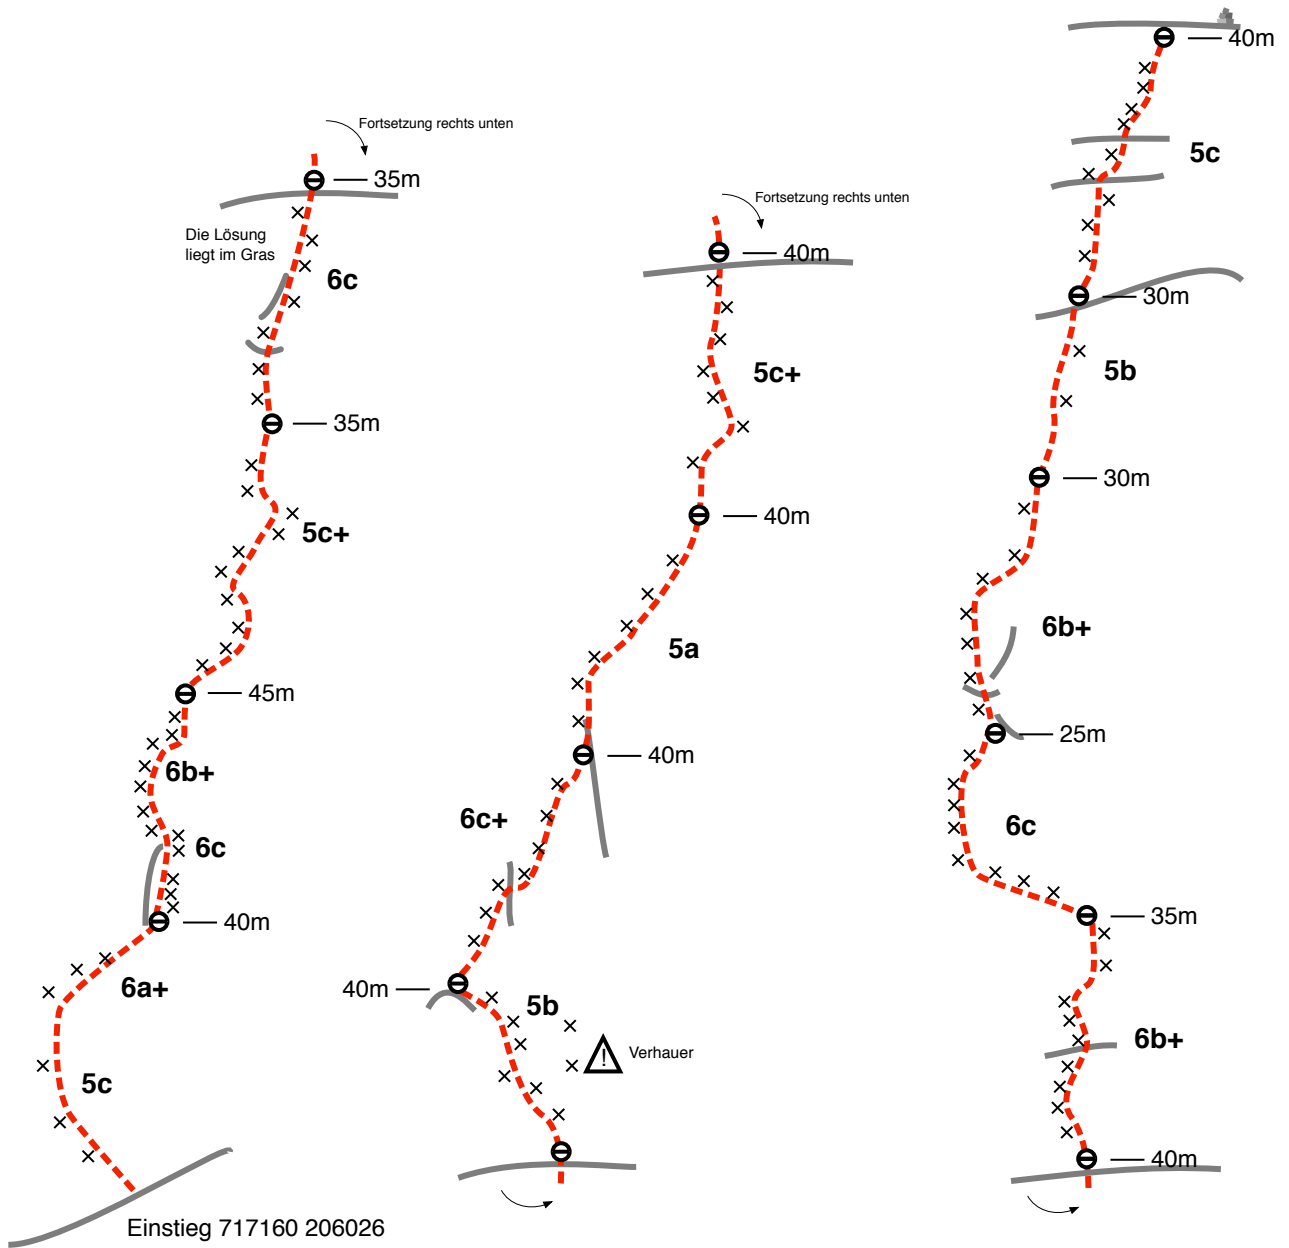 Fortsetzung rechts unten
35m
Die Lösung
liegt im Gras
6c
35m
5c+
45m
6b+
6c
40m
6a+
5c
Einstieg 717160 206026
Fortsetzung rechts unten
40m
5c+
40m
5a
40m
6c+
40m
5b
! Verhauer
40m
5c
30m
5b
30m
6b+
25m
6c
35m
6b+
40m